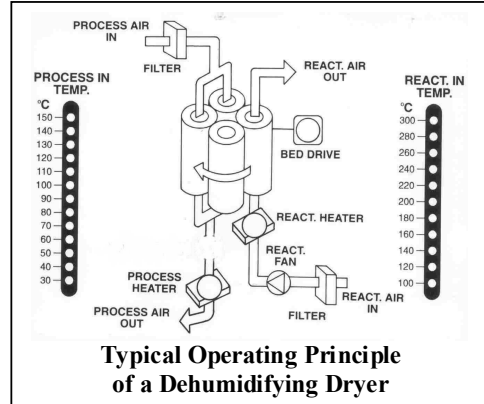 PROCESS AIR
IN
FILTER
REACT. AIR
OUT
PROCESS IN
TEMP.
°C
150
140
130
120
110
100
90
80
70
60
50
40
30
REACT. IN
TEMP.
°C
300
280
260
240
220
200
180
160
140
120
100
BED DRIVE
REACT. HEATER
REACT.
FAN
PROCESS
HEATER
PROCESS AIR
OUT
FILTER
REACT. AIR
IN
Typical Operating Principle
of a Dehumidifying Dryer